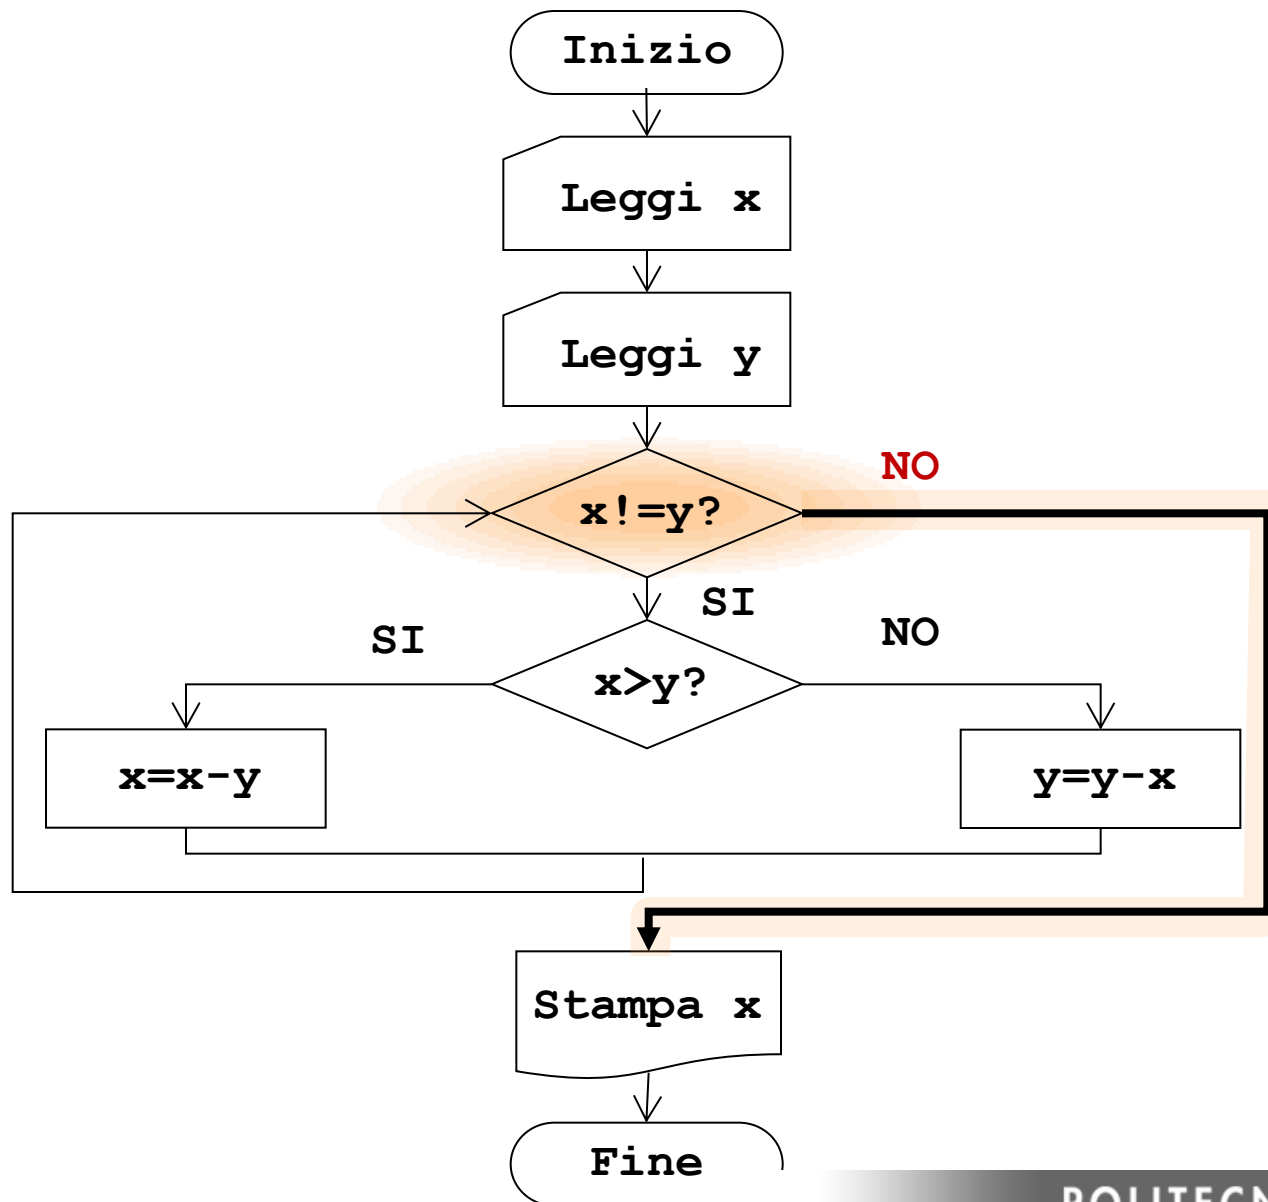 Inizio
Leggi x
Leggi y
NO
x!=y?
SI
SI
NO
x>y?
x=x-y
y=y-x
Stampa x
Fine